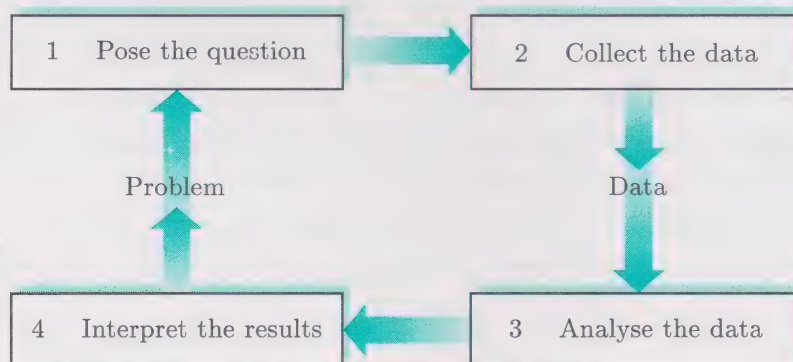 1 Pose the question
2 Collect the data
Problem
Data
4 Interpret the results
3 Analyse the data